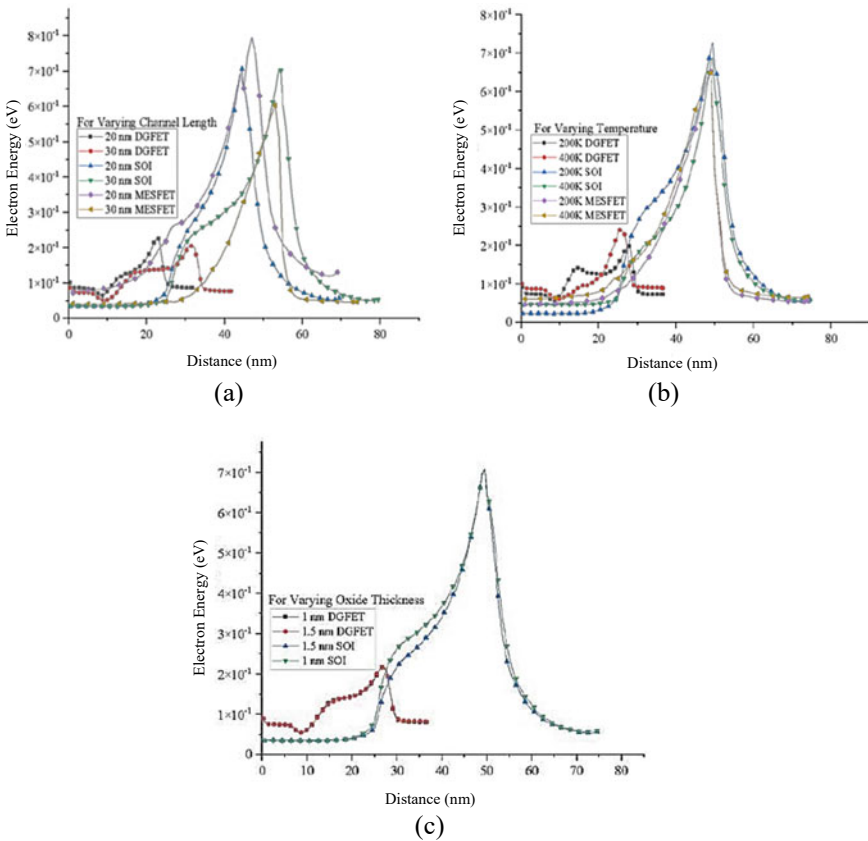 8×10⁻¹
7×10⁻¹
6×10⁻¹
5×10⁻¹
4×10⁻¹
3×10⁻¹
2×10⁻¹
1×10⁻¹
0
Electron Energy (eV)
For Varying Channel Length
20 nm DGFET
30 nm DGFET
20 nm SOI
30 nm SOI
20 nm MESFET
30 nm MESFET
0 20 40 60 80
Distance (nm)
(a)
8×10⁻¹
7×10⁻¹
6×10⁻¹
5×10⁻¹
4×10⁻¹
3×10⁻¹
2×10⁻¹
1×10⁻¹
0
Electron Energy (eV)
For Varying Temperature
200K DGFET
400K DGFET
200K SOI
400K SOI
200K MESFET
400K MESFET
0 20 40 60 80
Distance (nm)
(b)
7×10⁻¹
6×10⁻¹
5×10⁻¹
4×10⁻¹
3×10⁻¹
2×10⁻¹
1×10⁻¹
0
Electron Energy (eV)
For Varying Oxide Thickness
1 nm DGFET
1.5 nm DGFET
1.5 nm SOI
1 nm SOI
0 10 20 30 40 50 60 70 80
Distance (nm)
(c)